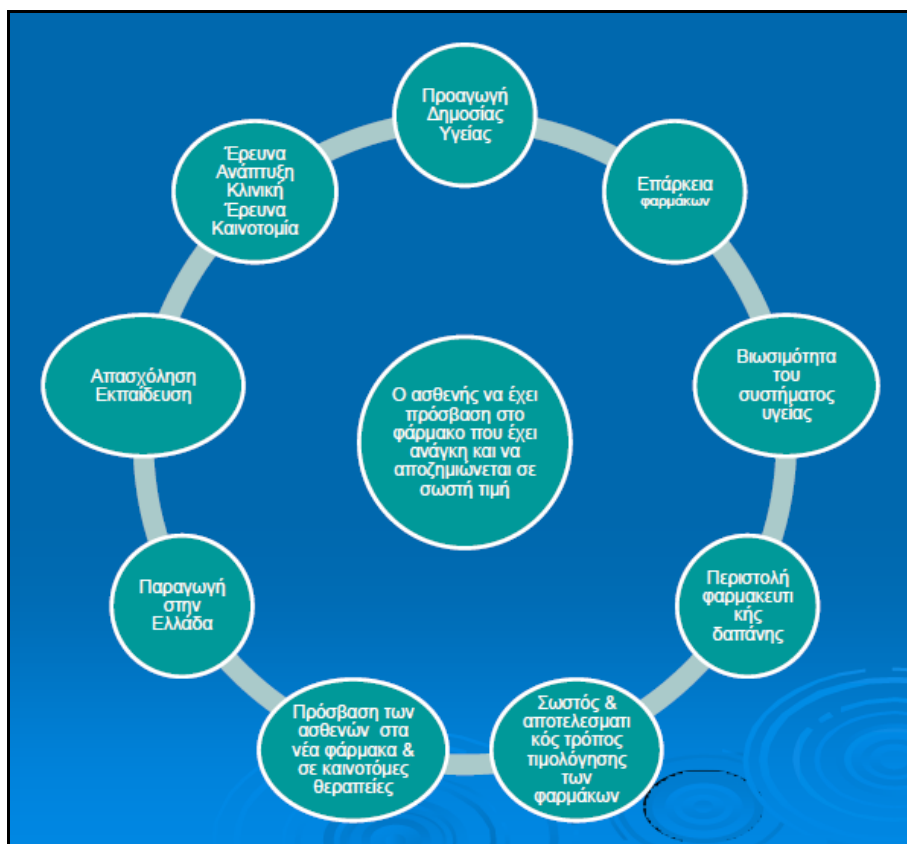 Προαγωγή
Δημοσίας
Υγείας
Επάρκεια
φαρμάκων
Βιωσιμότητα
του
συστήματος
υγείας
Περιστολή
φαρμακευτι
κής
δαπάνης
Σωστός &
αποτελεσματι
κός τρόπος
τιμολόγησης
των
φαρμάκων
Πρόσβαση των
ασθενών στα
νέα φάρμακα &
σε καινοτόμες
θεραπείες
Παραγωγή
στην
Ελλάδα
Απασχόληση
Εκπαίδευση
Έρευνα
Ανάπτυξη
Κλινική
Έρευνα
Καινοτομία
Ο ασθενής να έχει
πρόσβαση στο
φάρμακο που έχει
ανάγκη και να
αποζημιώνεται σε
σωστή τιμή